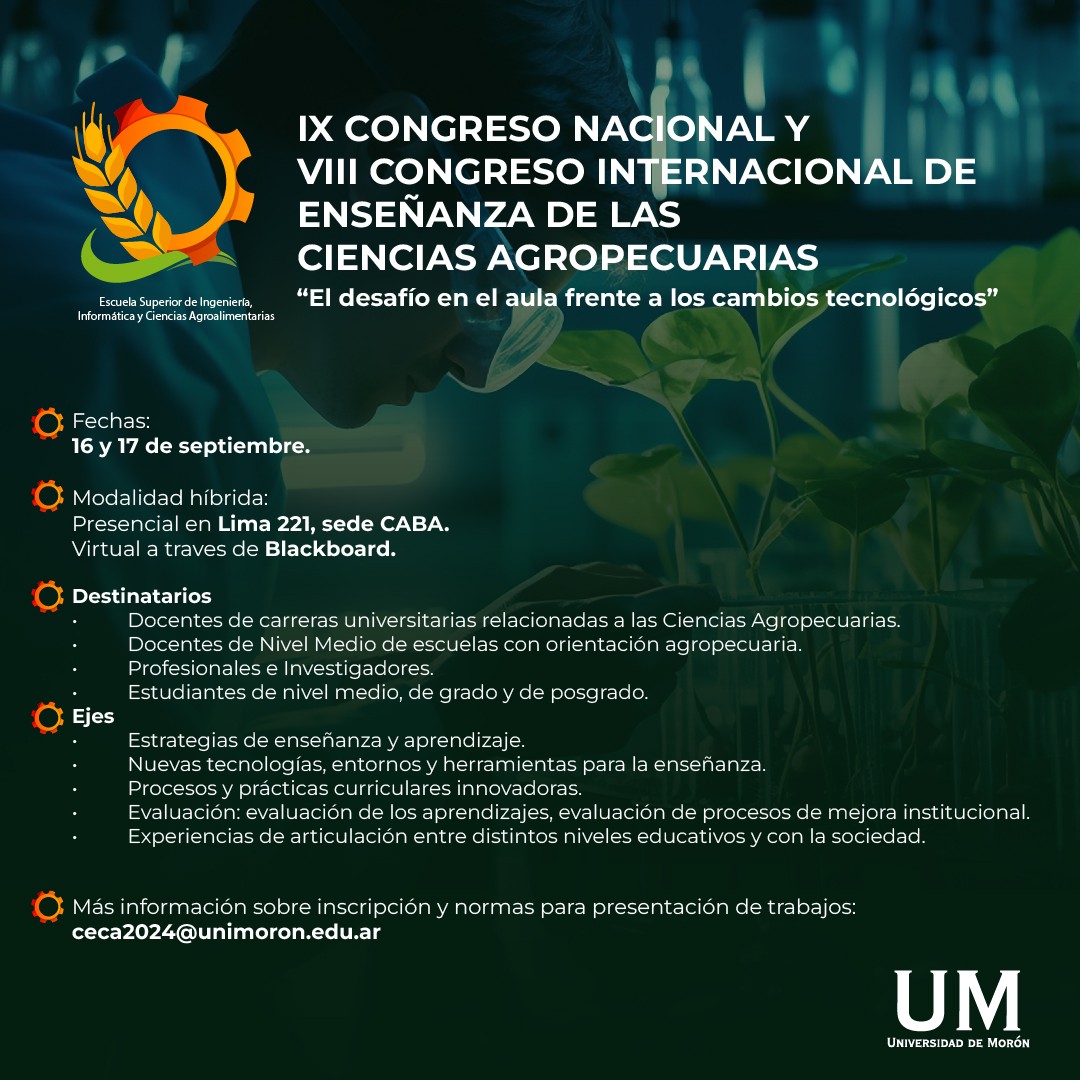 IX CONGRESO NACIONAL Y
VIII CONGRESO INTERNACIONAL DE
ENSEÑANZA DE LAS
CIENCIAS AGROPECUARIAS
“El desafío en el aula frente a los cambios tecnológicos”
Escuela Superior de Ingeniería,
Informática y Ciencias Agroalimentarias
Fechas:
16 y 17 de septiembre.
Modalidad híbrida:
Presencial en Lima 221, sede CABA.
Virtual a traves de Blackboard.
Destinatarios
• Docentes de carreras universitarias relacionadas a las Ciencias Agropecuarias.
• Docentes de Nivel Medio de escuelas con orientación agropecuaria.
• Profesionales e Investigadores.
• Estudiantes de nivel medio, de grado y de posgrado.
Ejes
• Estrategias de enseñanza y aprendizaje.
• Nuevas tecnologías, entornos y herramientas para la enseñanza.
• Procesos y prácticas curriculares innovadoras.
• Evaluación: evaluación de los aprendizajes, evaluación de procesos de mejora institucional.
• Experiencias de articulación entre distintos niveles educativos y con la sociedad.
Más información sobre inscripción y normas para presentación de trabajos:
ceca2024@unimoron.edu.ar
UM
UNIVERSIDAD DE MORÓN